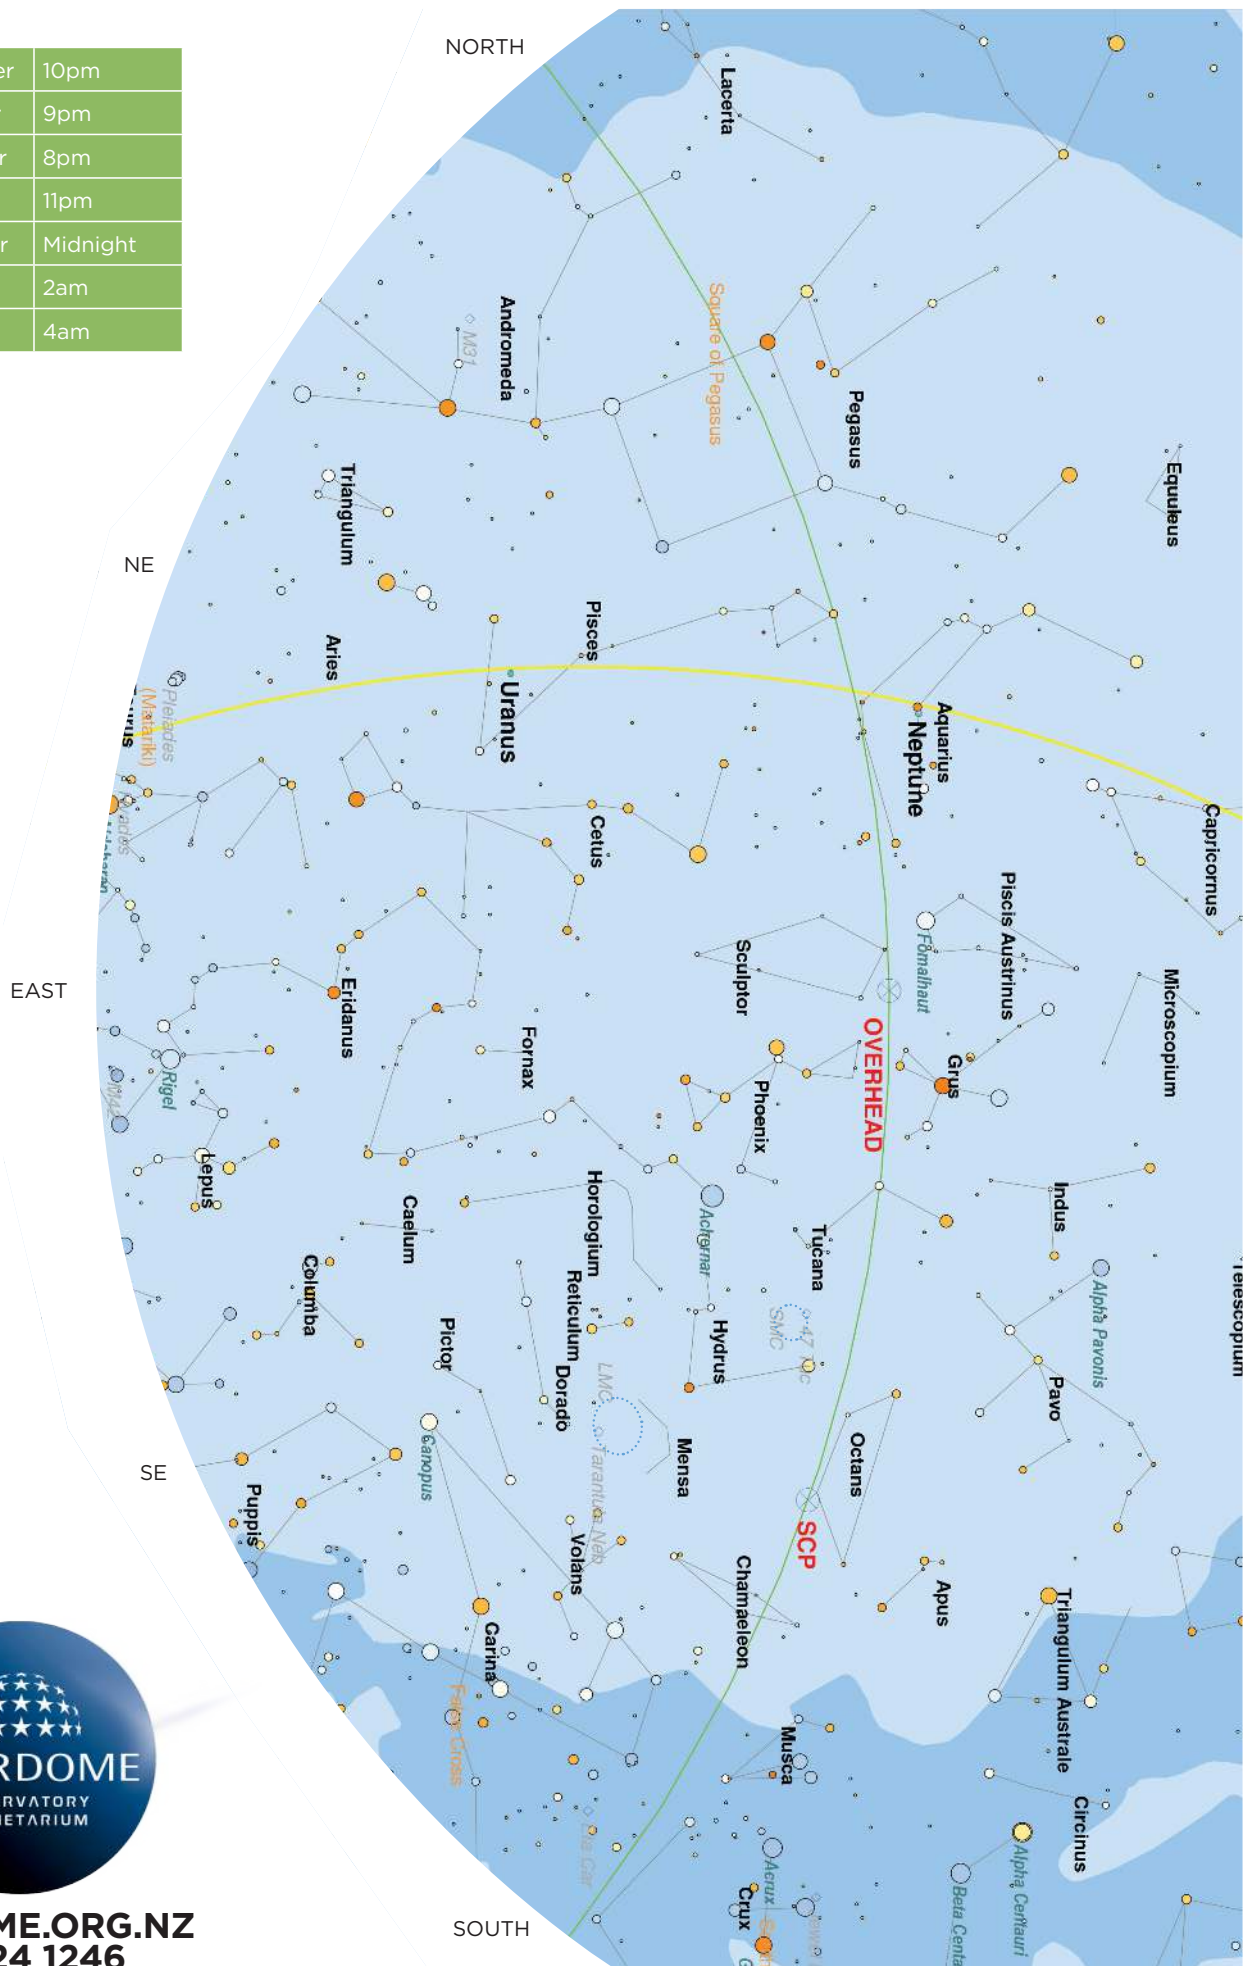 NORTH
10pm
9pm
8pm
11pm
Midnight
2am
4am
Lacerta
Andromeda
M31
Square of Pegasus
Pegasus
Equuleus
Triangulum
NE
Pisces
Aries
Uranus
Pleiades
(Matariki)
Aquarius
Neptune
Capricornus
Cetus
Piscis Austrinus
Fomalhaut
Sculptor
Microscopium
EAST
Eridanus
Fornax
OVERHEAD
Grus
Phoenix
Rigel
M42
Lepus
Caelum
Horologium
Achernar
Tucana
Indus
Alpha Pavonis
Telescopium
Columba
Reticulum
Pictor
Hydrus
SMC
47 Tuc
Dorado
LMC
Pavo
Canopus
Tarantula Neb
Mensa
Octans
SE
Puppis
SCP
Volans
Chamaeleon
Apus
Triangulum Australe
Carina
False Cross
Musca
Circinus
Eta Car
Acrux
Crux
Alpha Centauri
SOUTH
RDOME
RVATORY
ETARIUM
ME.ORG.NZ
24 1246